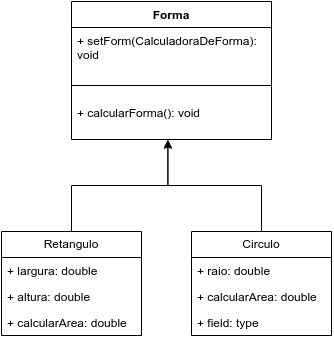 Forma
+ setForm(CalculadoraDeForma):
void
+ calcularForma(): void
Retangulo
+ largura: double
+ altura: double
+ calcularArea: double
Circulo
+ raio: double
+ calcularArea: double
+ field: type